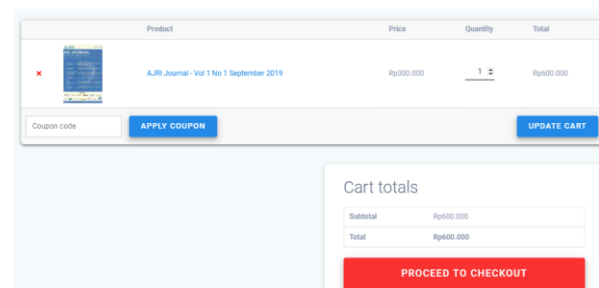 Product Price Quantity Total
AJRI Journal - Vol 1 No 1 September 2019 Rp300.000 1 Rp600.000
Coupon code APPLY COUPON UPDATE CART
Cart totals
Subtotal Rp600.000
Total Rp600.000
PROCEED TO CHECKOUT